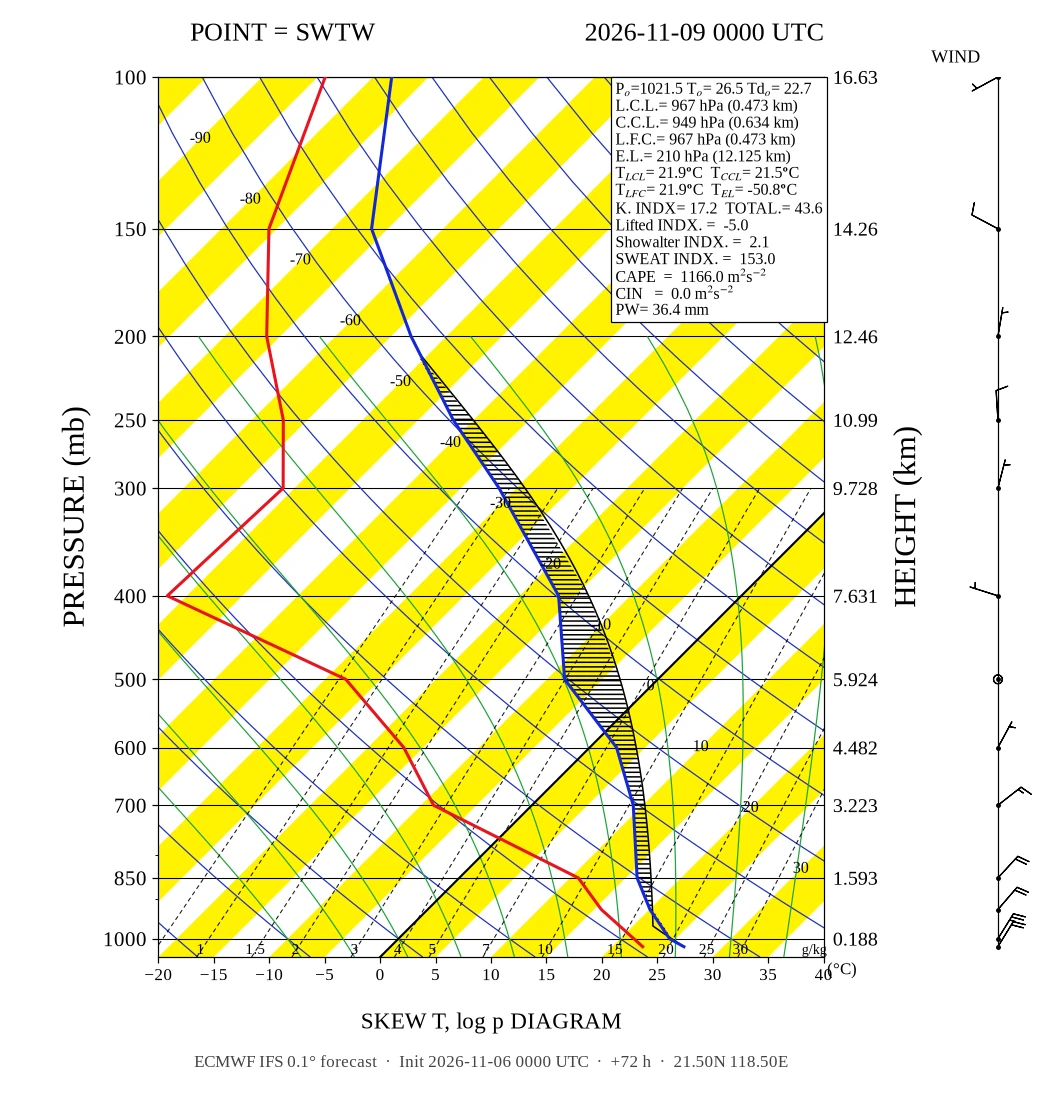 POINT = SWTW 2026-11-09 0000 UTC
WIND
100 16.63
Pₒ=1021.5 Tₒ= 26.5 Tdₒ= 22.7
L.C.L.= 967 hPa (0.473 km)
C.C.L.= 949 hPa (0.634 km)
L.F.C.= 967 hPa (0.473 km)
E.L.= 210 hPa (12.125 km)
T_LCL= 21.9°C T_CCL= 21.5°C
T_LFC= 21.9°C T_EL= -50.8°C
K. INDX= 17.2 TOTAL.= 43.6
Lifted INDX. = -5.0
Showalter INDX. = 2.1
SWEAT INDX. = 153.0
CAPE = 1166.0 m²s⁻²
CIN = 0.0 m²s⁻²
PW= 36.4 mm
-90
-80
150 14.26
-70
-60
200 12.46
-50
250 10.99
-40
300 9.728
-30
-20
400 7.631
-10
PRESSURE (mb)
HEIGHT (km)
500 5.924
0
10
600 4.482
700 20 3.223
30
850 1.593
1000 0.188
1 1.5 2 3 4 5 7 10 15 20 25 30 g/kg
−20 −15 −10 −5 0 5 10 15 20 25 30 35 40 (°C)
SKEW T, log p DIAGRAM
ECMWF IFS 0.1° forecast · Init 2026-11-06 0000 UTC · +72 h · 21.50N 118.50E